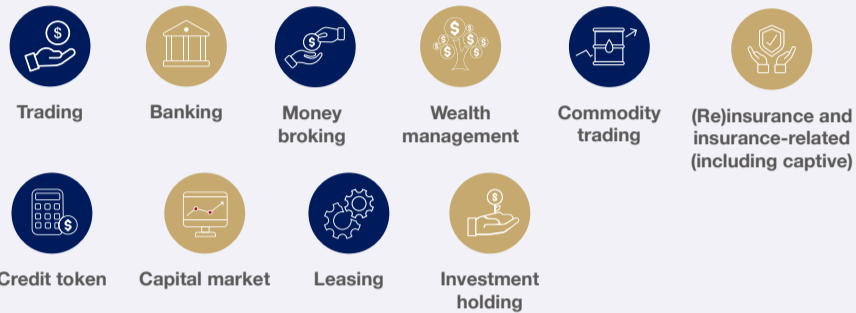 Trading
Banking
Money
broking
Wealth
management
Commodity
trading
(Re)insurance and
insurance-related
(including captive)
Credit token
Capital market
Leasing
Investment
holding